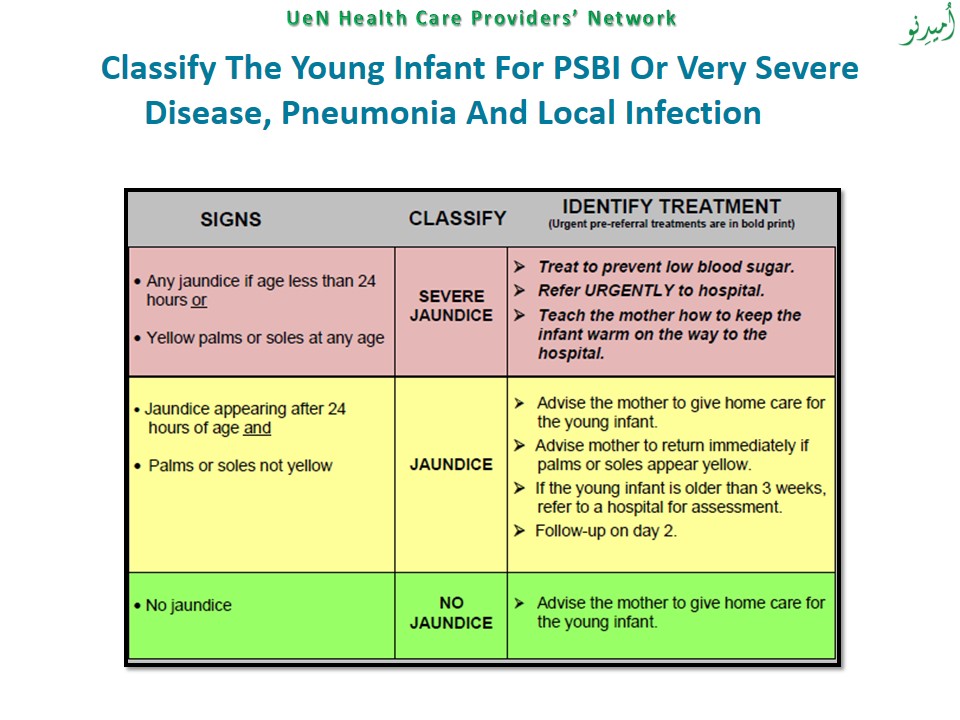 UeN Health Care Providers’ Network
اُمیدِنو
Classify The Young Infant For PSBI Or Very Severe
Disease, Pneumonia And Local Infection
SIGNS
CLASSIFY
IDENTIFY TREATMENT
(Urgent pre-referral treatments are in bold print)
• Any jaundice if age less than 24
hours or
• Yellow palms or soles at any age
SEVERE
JAUNDICE
➢ Treat to prevent low blood sugar.
➢ Refer URGENTLY to hospital.
➢ Teach the mother how to keep the
infant warm on the way to the
hospital.
• Jaundice appearing after 24
hours of age and
• Palms or soles not yellow
JAUNDICE
➢ Advise the mother to give home care for
the young infant.
➢ Advise mother to return immediately if
palms or soles appear yellow.
➢ If the young infant is older than 3 weeks,
refer to a hospital for assessment.
➢ Follow-up on day 2.
• No jaundice
NO
JAUNDICE
➢ Advise the mother to give home care for
the young infant.